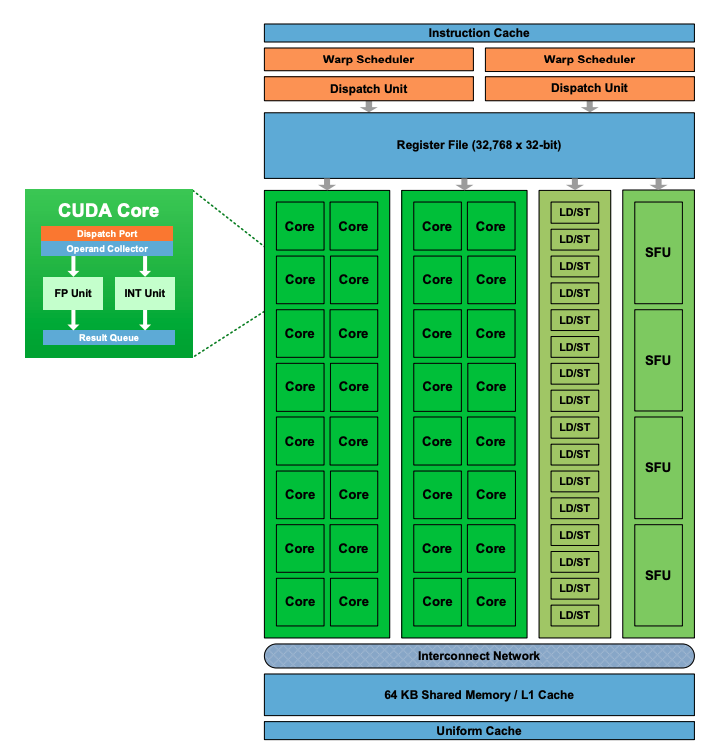 Instruction Cache
Warp Scheduler Warp Scheduler
Dispatch Unit Dispatch Unit
Register File (32,768 x 32-bit)
CUDA Core
Dispatch Port
Operand Collector
FP Unit INT Unit
Result Queue
Core Core Core Core LD/ST SFU
LD/ST
Core Core Core Core LD/ST
LD/ST
Core Core Core Core LD/ST SFU
LD/ST
Core Core Core Core LD/ST
LD/ST
Core Core Core Core LD/ST SFU
LD/ST
Core Core Core Core LD/ST
LD/ST
Core Core Core Core LD/ST SFU
LD/ST
Core Core Core Core LD/ST
LD/ST
Interconnect Network
64 KB Shared Memory / L1 Cache
Uniform Cache